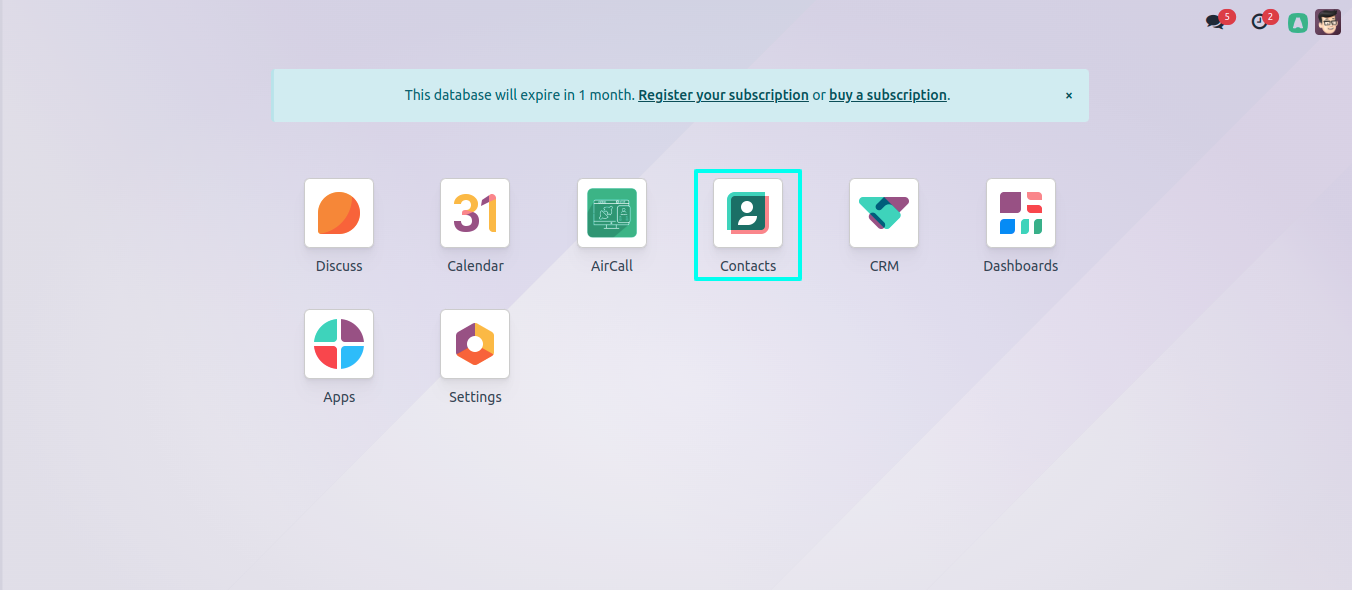 5
2
This database will expire in 1 month. Register your subscription or buy a subscription.
×
31
Discuss
Calendar
AirCall
Contacts
CRM
Dashboards
Apps
Settings